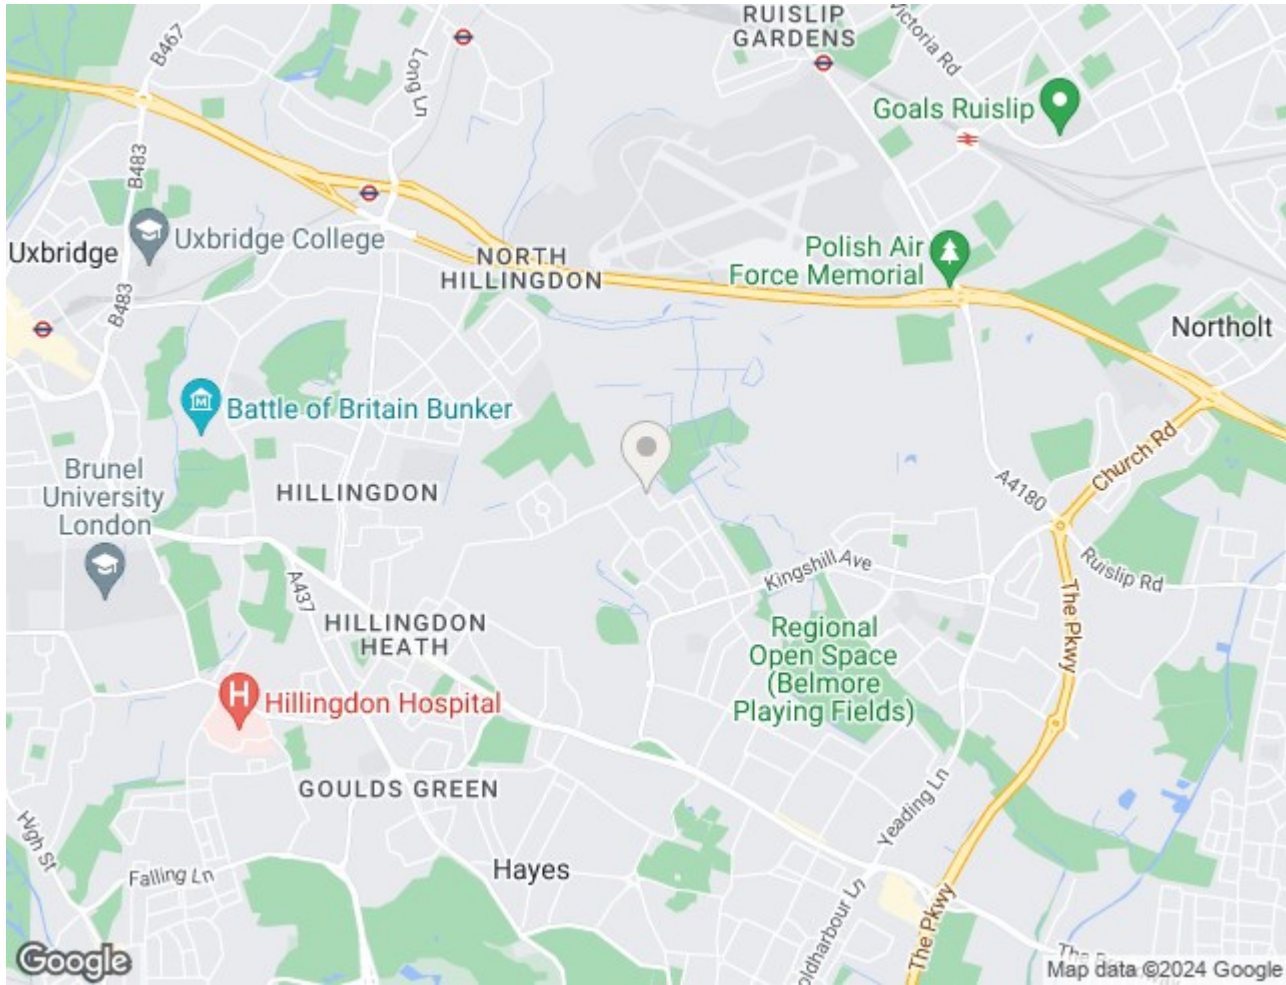 RUISLIP
GARDENS
B467
Long Ln
Victoria Rd
Goals Ruislip
B483
Uxbridge College
Uxbridge
NORTH
HILLINGDON
Polish Air
Force Memorial
B483
Northolt
Battle of Britain Bunker
Church Rd
Brunel
University
London
HILLINGDON
A4180
Kingshill Ave
Ruislip Rd
A437
The Pkwy
HILLINGDON
HEATH
Regional
Open Space
(Belmore
Playing Fields)
Hillingdon Hospital
GOULDS GREEN
Yeading Ln
High St
Falling Ln
Hayes
The Pkwy
Google
Map data ©2024 Google